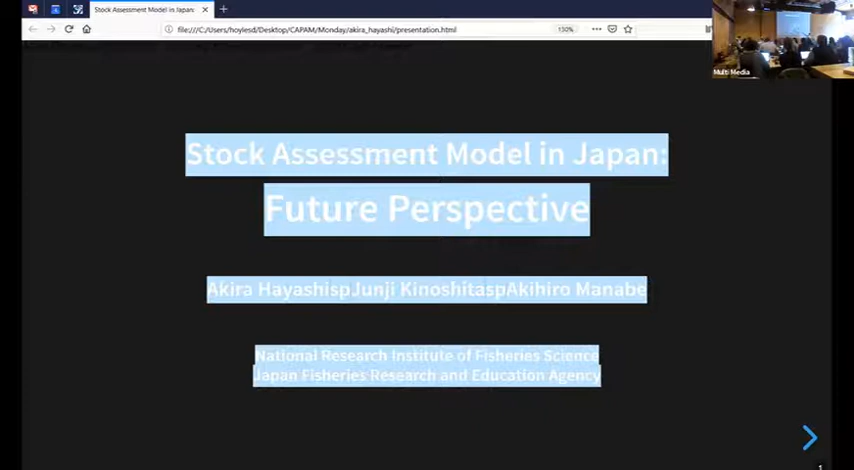 Stock Assessment Model in Japan:
file:///C:/Users/hoylesd/Desktop/CAPAM/Monday/akira_hayashi/presentation.html
130%
Multi Media
Stock Assessment Model in Japan:
Future Perspective
Akira HayashispJunji KinoshitaspAkihiro Manabe
National Research Institute of Fisheries Science
Japan Fisheries Research and Education Agency
1